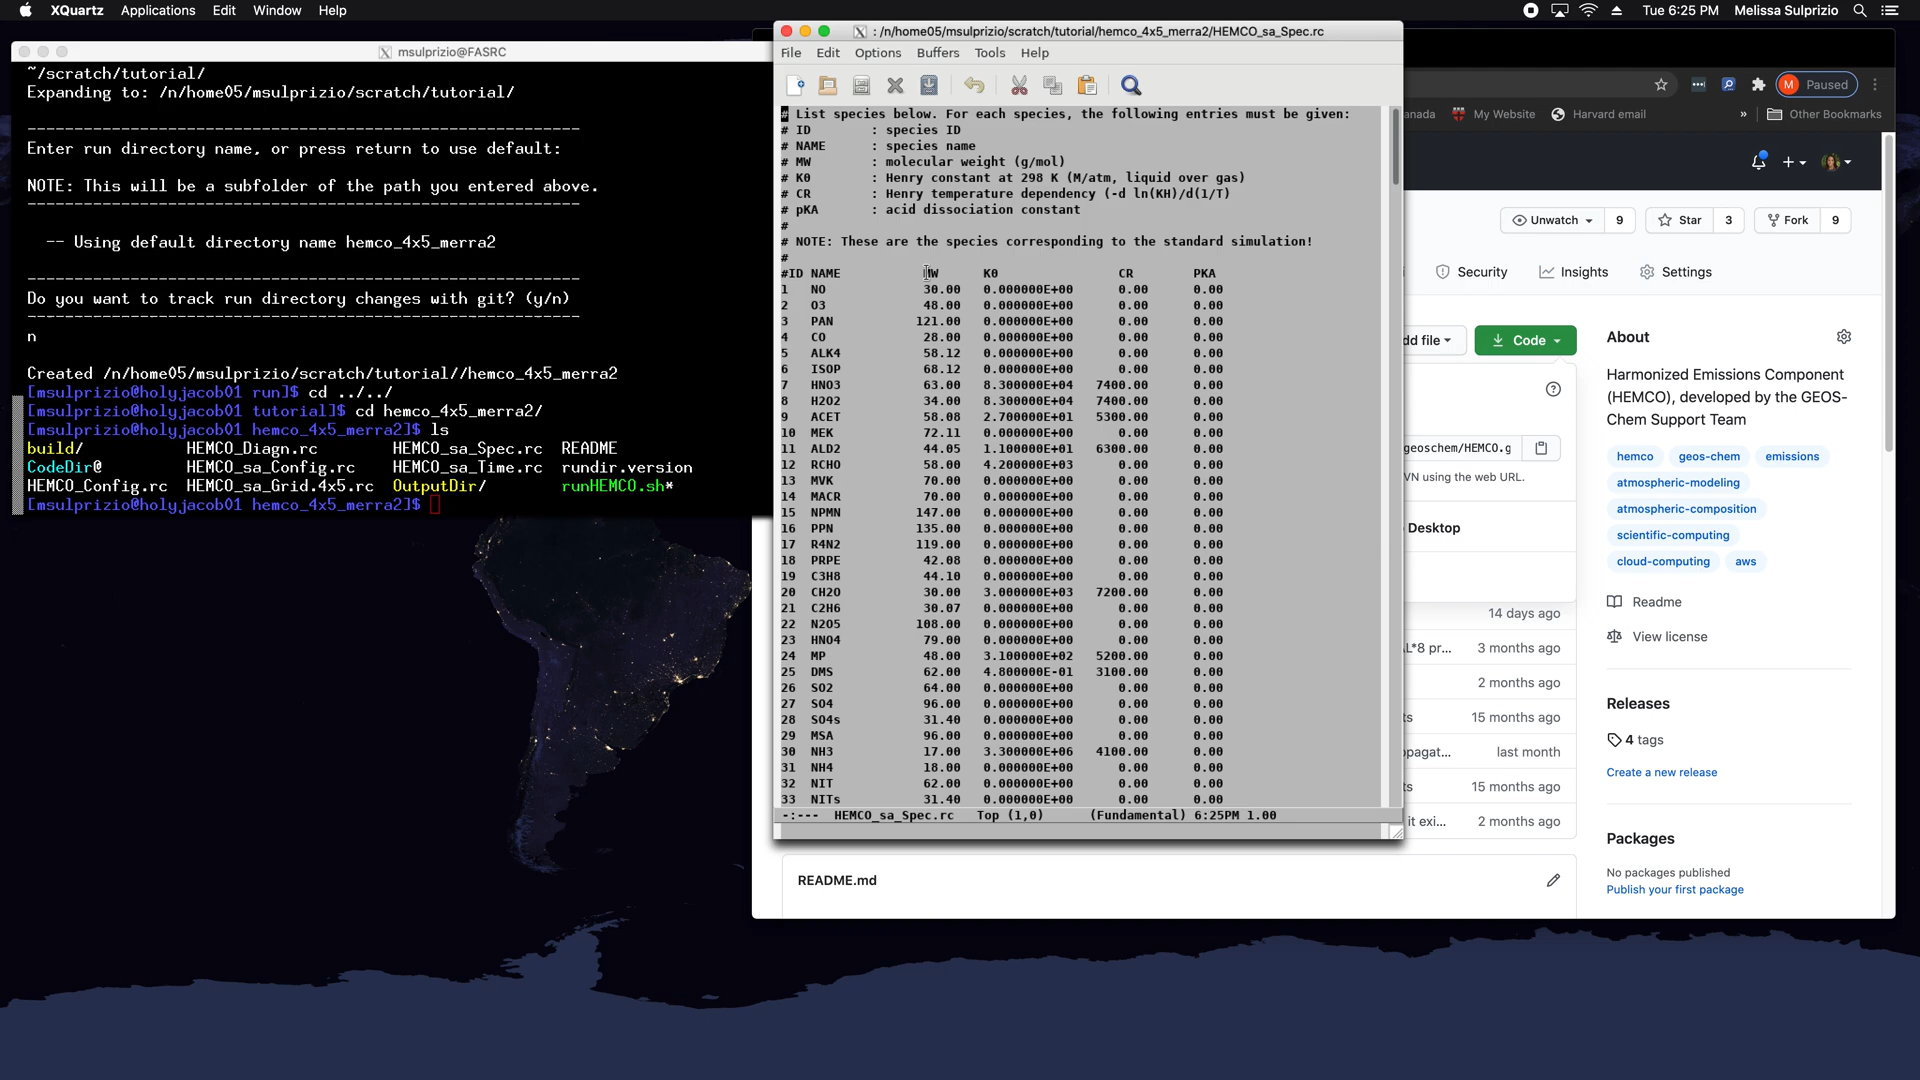 XQuartz Applications Edit Window Help
Tue 6:25 PM Melissa Sulprizio
msulprizio@FASRC
~/scratch/tutorial/
Expanding to: /n/home05/msulprizio/scratch/tutorial/
-----------------------------------------------------------
Enter run directory name, or press return to use default:
NOTE: This will be a subfolder of the path you entered above.
-----------------------------------------------------------
-- Using default directory name hemco_4x5_merra2
-----------------------------------------------------------
Do you want to track run directory changes with git? (y/n)
-----------------------------------------------------------
n
Created /n/home05/msulprizio/scratch/tutorial//hemco_4x5_merra2
[msulprizio@holyjacob01 run]$ cd ../../
[msulprizio@holyjacob01 tutorial]$ cd hemco_4x5_merra2/
[msulprizio@holyjacob01 hemco_4x5_merra2]$ ls
build/ HEMCO_Diagn.rc HEMCO_sa_Spec.rc README
CodeDir@ HEMCO_sa_Config.rc HEMCO_sa_Time.rc rundir.version
HEMCO_Config.rc HEMCO_sa_Grid.4x5.rc OutputDir/ runHEMCO.sh*
[msulprizio@holyjacob01 hemco_4x5_merra2]$
: /n/home05/msulprizio/scratch/tutorial/hemco_4x5_merra2/HEMCO_sa_Spec.rc
File Edit Options Buffers Tools Help
# List species below. For each species, the following entries must be given:
# ID : species ID
# NAME : species name
# MW : molecular weight (g/mol)
# K0 : Henry constant at 298 K (M/atm, liquid over gas)
# CR : Henry temperature dependency (-d ln(KH)/d(1/T)
# pKA : acid dissociation constant
#
# NOTE: These are the species corresponding to the standard simulation!
#
#ID NAME MW K0 CR PKA
1 NO 30.00 0.000000E+00 0.00 0.00
2 O3 48.00 0.000000E+00 0.00 0.00
3 PAN 121.00 0.000000E+00 0.00 0.00
4 CO 28.00 0.000000E+00 0.00 0.00
5 ALK4 58.12 0.000000E+00 0.00 0.00
6 ISOP 68.12 0.000000E+00 0.00 0.00
7 HNO3 63.00 8.300000E+04 7400.00 0.00
8 H2O2 34.00 8.300000E+04 7400.00 0.00
9 ACET 58.08 2.700000E+01 5300.00 0.00
10 MEK 72.11 0.000000E+00 0.00 0.00
11 ALD2 44.05 1.100000E+01 6300.00 0.00
12 RCHO 58.00 4.200000E+03 0.00 0.00
13 MVK 70.00 0.000000E+00 0.00 0.00
14 MACR 70.00 0.000000E+00 0.00 0.00
15 NPMN 147.00 0.000000E+00 0.00 0.00
16 PPN 135.00 0.000000E+00 0.00 0.00
17 R4N2 119.00 0.000000E+00 0.00 0.00
18 PRPE 42.08 0.000000E+00 0.00 0.00
19 C3H8 44.10 0.000000E+00 0.00 0.00
20 CH2O 30.00 3.000000E+03 7200.00 0.00
21 C2H6 30.07 0.000000E+00 0.00 0.00
22 N2O5 108.00 0.000000E+00 0.00 0.00
23 HNO4 79.00 0.000000E+00 0.00 0.00
24 MP 48.00 3.100000E+02 5200.00 0.00
25 DMS 62.00 4.800000E-01 3100.00 0.00
26 SO2 64.00 0.000000E+00 0.00 0.00
27 SO4 96.00 0.000000E+00 0.00 0.00
28 SO4s 31.40 0.000000E+00 0.00 0.00
29 MSA 96.00 0.000000E+00 0.00 0.00
30 NH3 17.00 3.300000E+06 4100.00 0.00
31 NH4 18.00 0.000000E+00 0.00 0.00
32 NIT 62.00 0.000000E+00 0.00 0.00
33 NITs 31.40 0.000000E+00 0.00 0.00
-:--- HEMCO_sa_Spec.rc Top (1,0) (Fundamental) 6:25PM 1.00
M Paused
anada My Website Harvard email » Other Bookmarks
Unwatch 9 Star 3 Fork 9
Security Insights Settings
dd file Code
geoschem/HEMCO.g
VN using the web URL.
Desktop
14 days ago
L*8 pr... 3 months ago
2 months ago
ts 15 months ago
opagat... last month
ts 15 months ago
it exi... 2 months ago
README.md
About
Harmonized Emissions Component
(HEMCO), developed by the GEOS-
Chem Support Team
hemco geos-chem emissions
atmospheric-modeling
atmospheric-composition
scientific-computing
cloud-computing aws
Readme
View license
Releases
4 tags
Create a new release
Packages
No packages published
Publish your first package